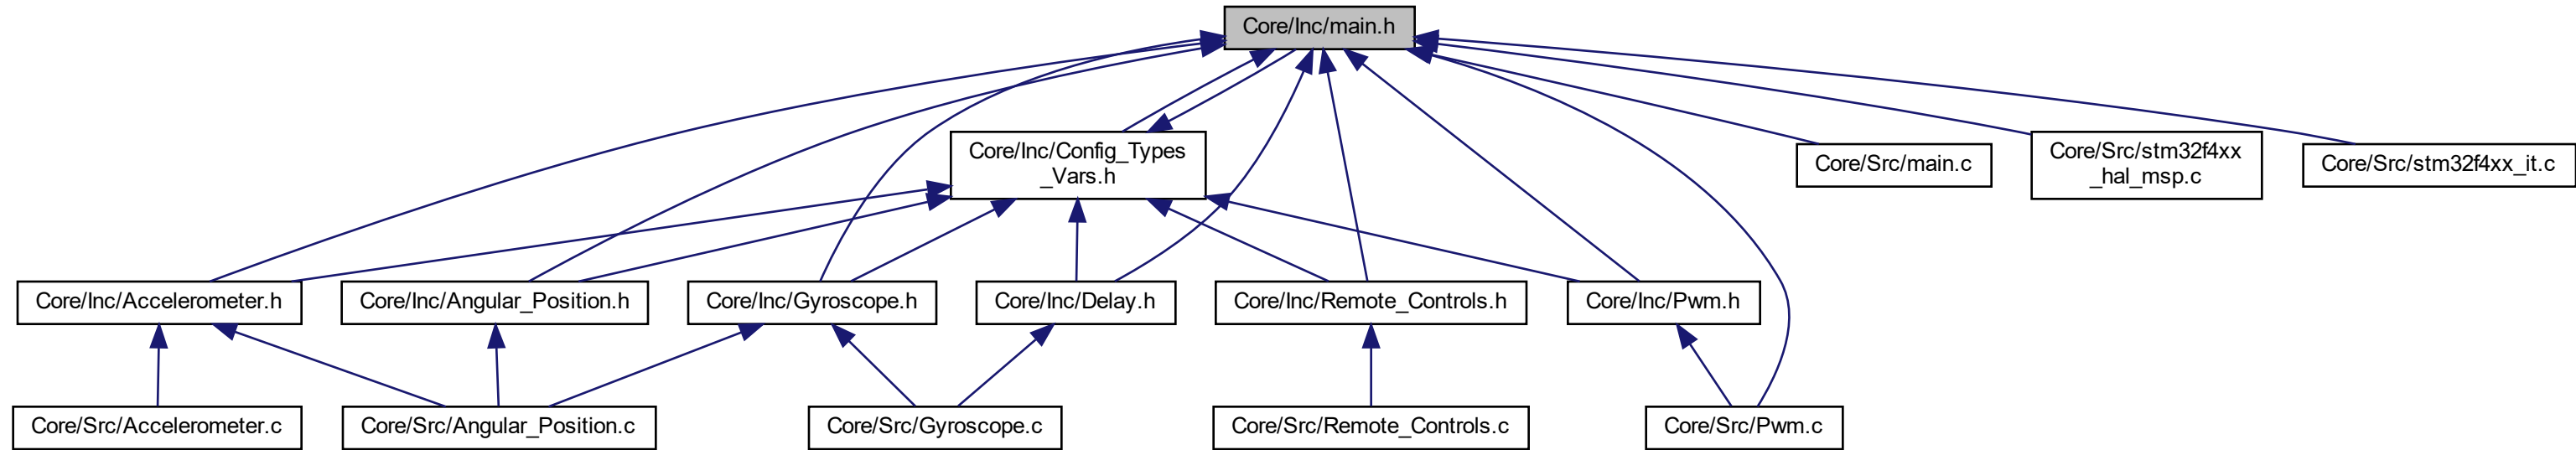 Core/Inc/main.h
Core/Inc/Config_Types
_Vars.h
Core/Src/main.c
Core/Src/stm32f4xx
_hal_msp.c
Core/Src/stm32f4xx_it.c
Core/Inc/Accelerometer.h
Core/Inc/Angular_Position.h
Core/Inc/Gyroscope.h
Core/Inc/Delay.h
Core/Inc/Remote_Controls.h
Core/Inc/Pwm.h
Core/Src/Accelerometer.c
Core/Src/Angular_Position.c
Core/Src/Gyroscope.c
Core/Src/Remote_Controls.c
Core/Src/Pwm.c